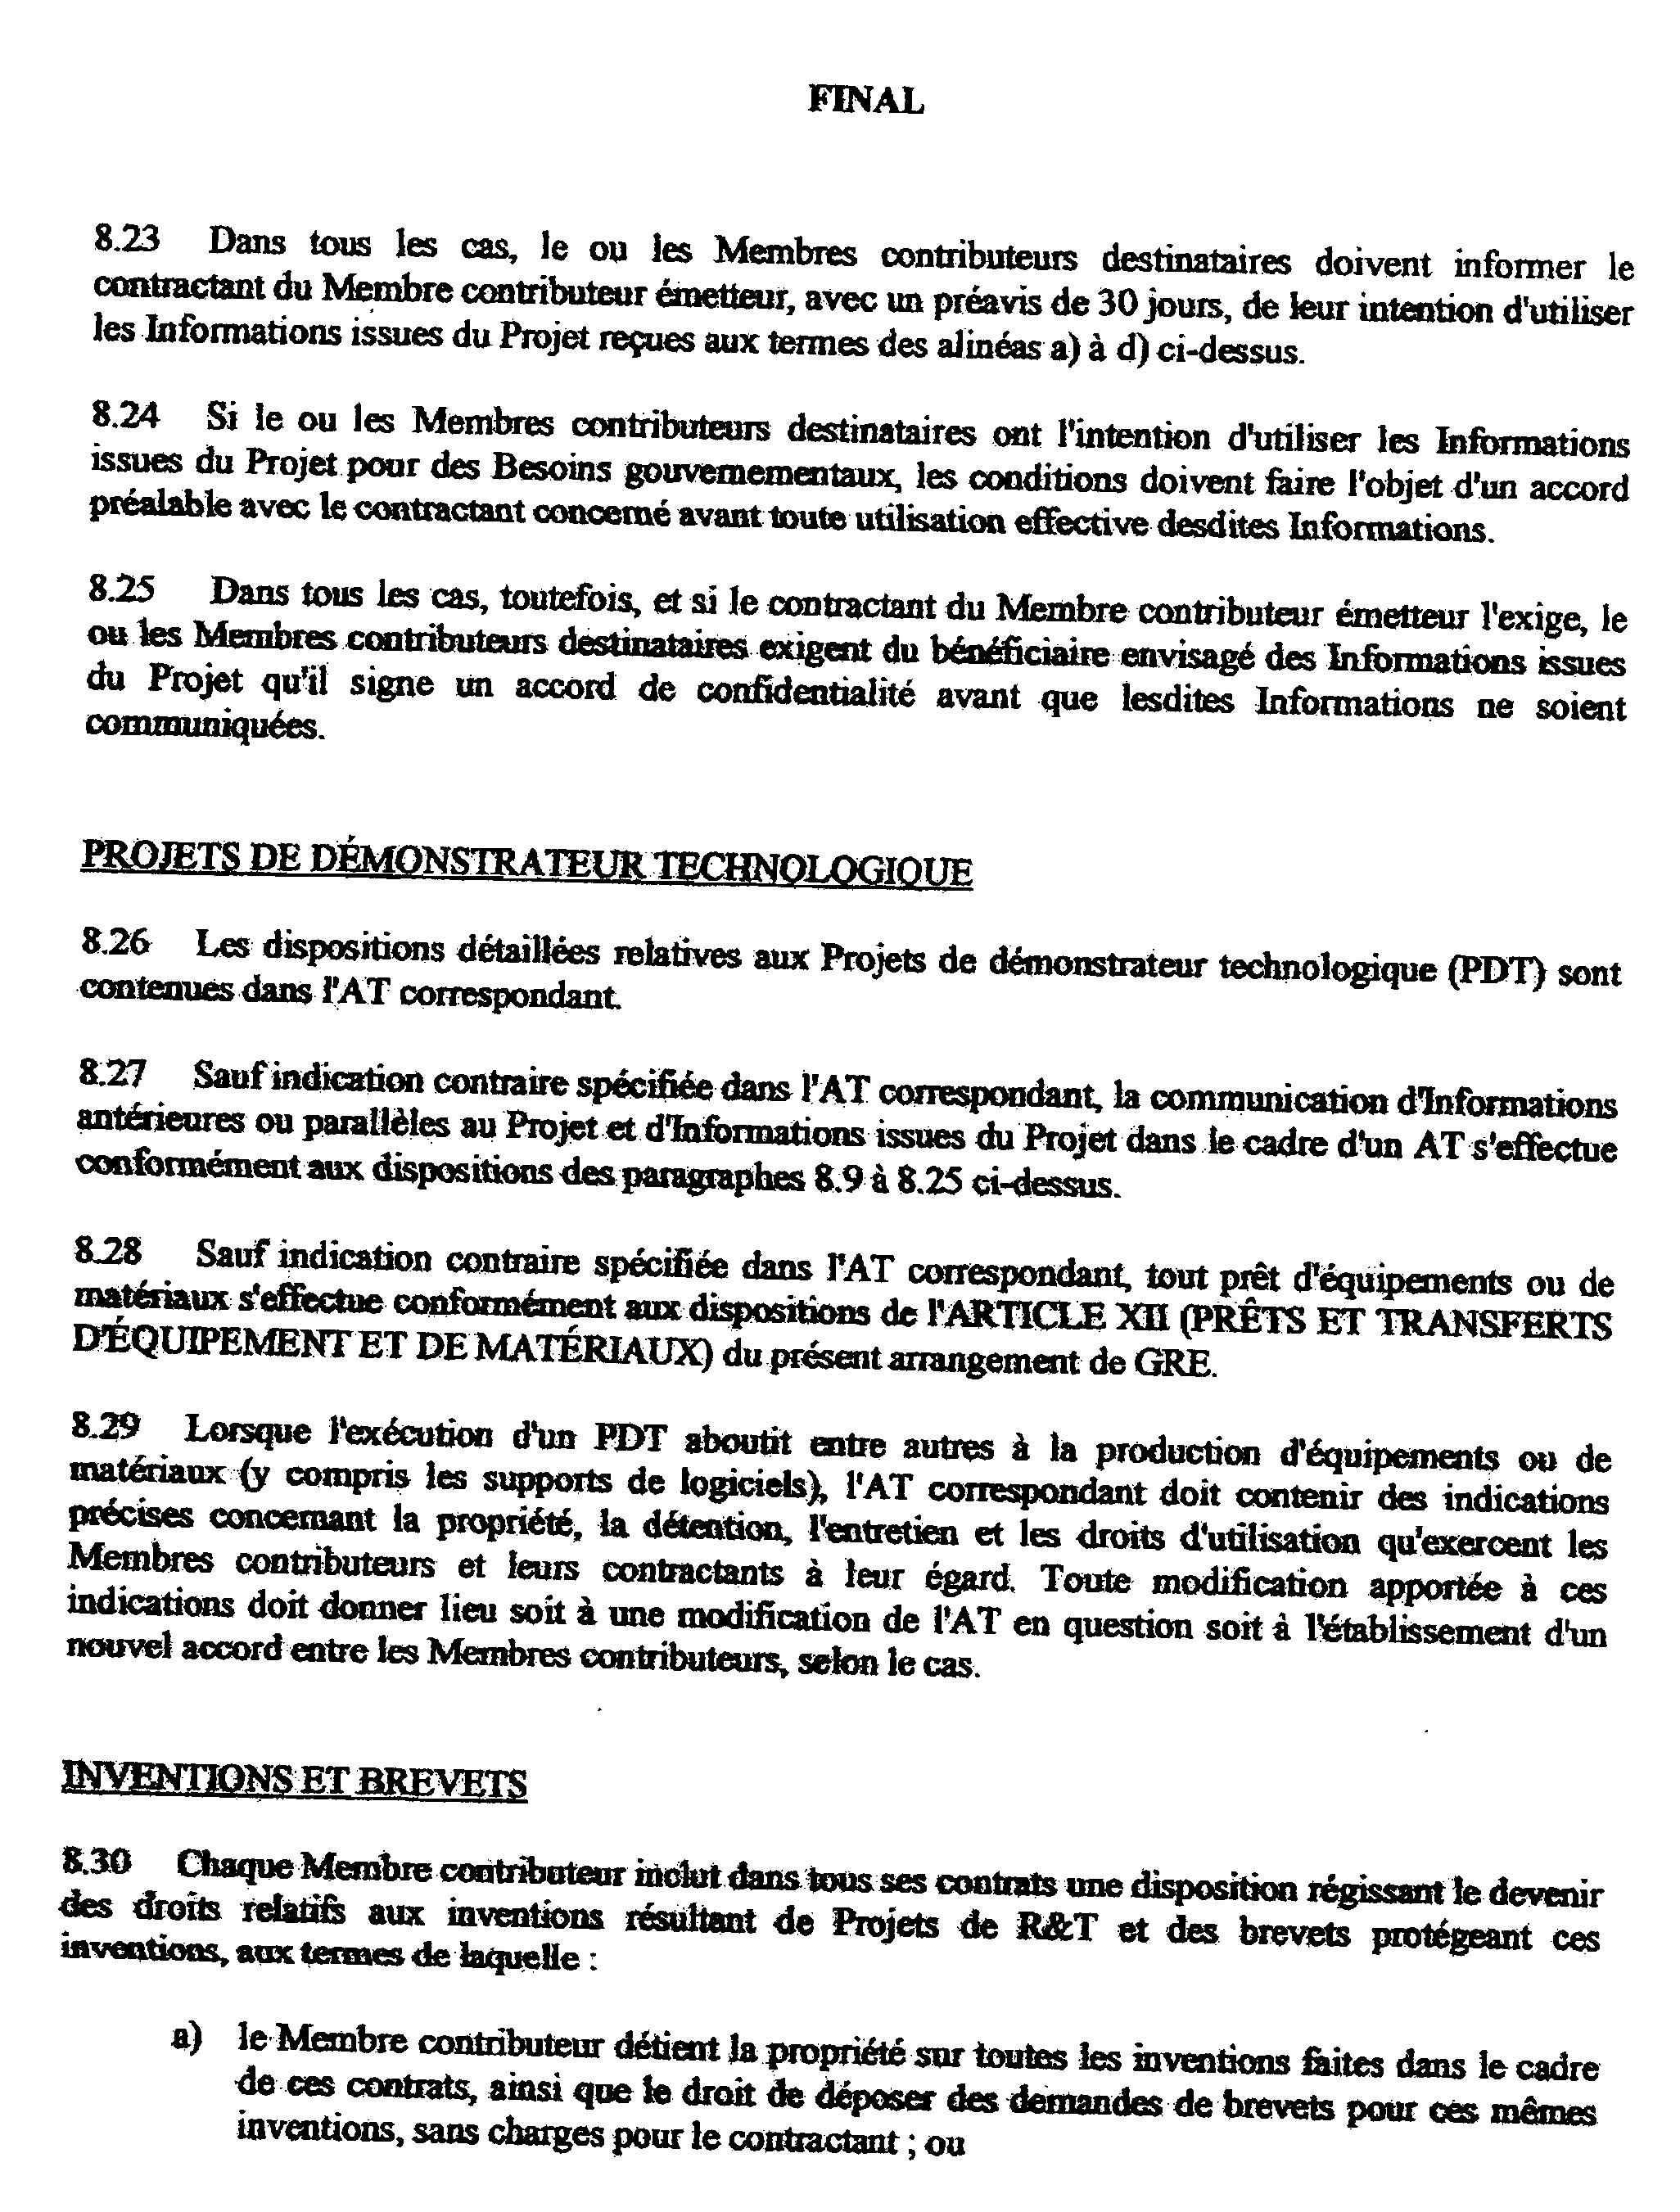 FINAL
8.23 Dans tous les cas, le ou les Membres contributeurs destinataires doivent informer le
contractant du Membre contributeur émetteur, avec un préavis de 30 jours, de leur intention d'utiliser
les Informations issues du Projet reçues aux termes des alinéas a) à d) ci-dessus.
8.24 Si le ou les Membres contributeurs destinataires ont l'intention d'utiliser les Informations
issues du Projet pour des Besoins gouvernementaux, les conditions doivent faire l'objet d'un accord
préalable avec le contractant concerné avant toute utilisation effective desdites Informations.
8.25 Dans tous les cas, toutefois, et si le contractant du Membre contributeur émetteur l'exige, le
ou les Membres contributeurs destinataires exigent du bénéficiaire envisagé des Informations issues
du Projet qu'il signe un accord de confidentialité avant que lesdites Informations ne soient
communiquées.
PROJETS DE DÉMONSTRATEUR TECHNOLOGIQUE
8.26 Les dispositions détaillées relatives aux Projets de démonstrateur technologique (PDT) sont
contenues dans l'AT correspondant.
8.27 Sauf indication contraire spécifiée dans l'AT correspondant, la communication d'Informations
antérieures ou parallèles au Projet et d'Informations issues du Projet dans le cadre d'un AT s'effectue
conformément aux dispositions des paragraphes 8.9 à 8.25 ci-dessus.
8.28 Sauf indication contraire spécifiée dans l'AT correspondant, tout prêt d'équipements ou de
matériaux s'effectue conformément aux dispositions de l'ARTICLE XII (PRÊTS ET TRANSFERTS
D'ÉQUIPEMENT ET DE MATÉRIAUX) du présent arrangement de GRE.
8.29 Lorsque l'exécution d'un PDT aboutit entre autres à la production d'équipements ou de
matériaux (y compris les supports de logiciels), l'AT correspondant doit contenir des indications
précises concernant la propriété, la détention, l'entretien et les droits d'utilisation qu'exercent les
Membres contributeurs et leurs contractants à leur égard. Toute modification apportée à ces
indications doit donner lieu soit à une modification de l'AT en question soit à l'établissement d'un
nouvel accord entre les Membres contributeurs, selon le cas.
INVENTIONS ET BREVETS
8.30 Chaque Membre contributeur inclut dans tous ses contrats une disposition régissant le devenir
des droits relatifs aux inventions résultant de Projets de R&T et des brevets protégeant ces
inventions, aux termes de laquelle :
a) le Membre contributeur détient la propriété sur toutes les inventions faites dans le cadre
de ces contrats, ainsi que le droit de déposer des demandes de brevets pour ces mêmes
inventions, sans charges pour le contractant ; ou